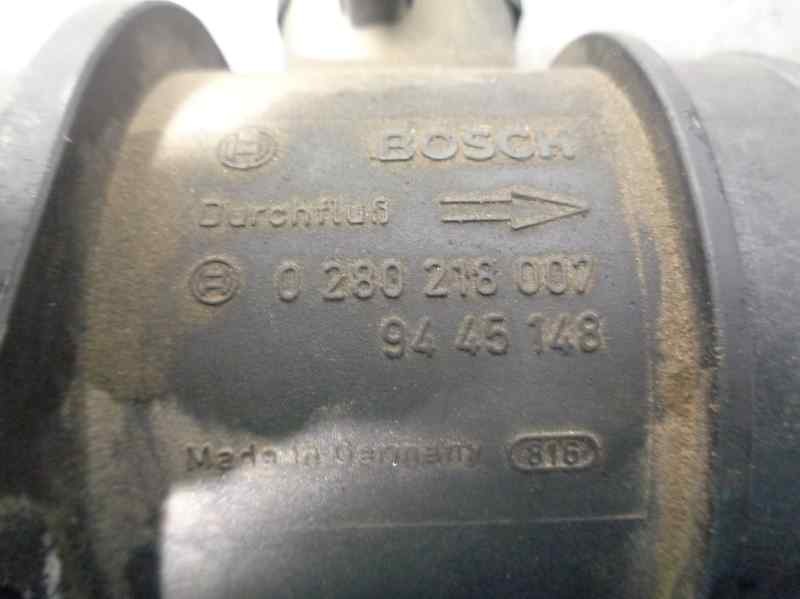 BOSCH
Durchfluß
0 280 218 007
94 45 148
Made in Germany 816